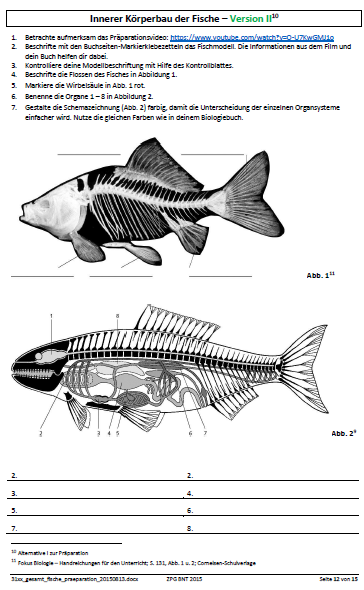 Innerer Körperbau der Fische – Version II10
1. Betrachte aufmerksam das Präparationsvideo: https://www.youtube.com/watch?v=O-U7KwGMJ1o
2. Beschrifte mit den Buchseiten-Markierklebezetteln das Fischmodell. Die Informationen aus dem Film und
dein Buch helfen dir dabei.
3. Kontrolliere deine Modellbeschriftung mit Hilfe des Kontrollblattes.
4. Beschrifte die Flossen des Fisches in Abbildung 1.
5. Markiere die Wirbelsäule in Abb. 1 rot.
6. Benenne die Organe 1 – 8 in Abbildung 2.
7. Gestalte die Schemazeichnung (Abb. 2) farbig, damit die Unterscheidung der einzelnen Organsysteme
einfacher wird. Nutze die gleichen Farben wie in deinem Biologiebuch.
Abb. 111
1 8
2 3 4 5 6 7
Abb. 29
2. 2.
3. 4.
5. 6.
7. 8.
10 Alternative I zur Präparation
11 Fokus Biologie – Handreichungen für den Unterricht; S. 131, Abb. 1 u. 2; Cornelsen-Schulverlage
31xx_gesamt_fische_praeparation_20150813.docx ZPG BNT 2015 Seite 12 von 15